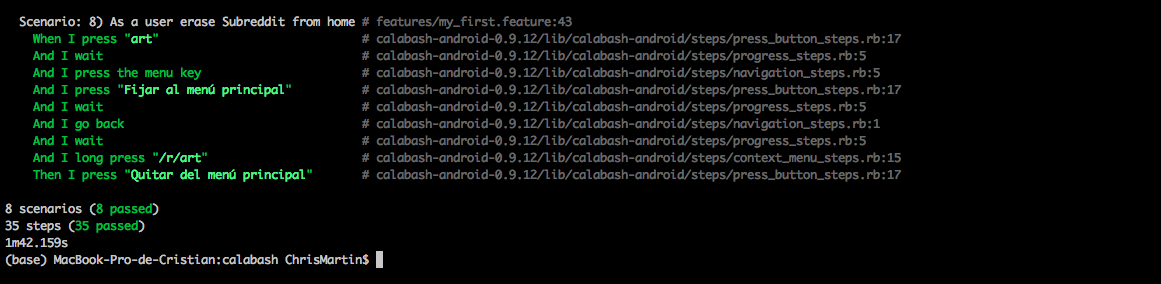 Scenario: 8) As a user erase Subreddit from home # features/my_first.feature:43
When I press "art" # calabash-android-0.9.12/lib/calabash-android/steps/press_button_steps.rb:17
And I wait # calabash-android-0.9.12/lib/calabash-android/steps/progress_steps.rb:5
And I press the menu key # calabash-android-0.9.12/lib/calabash-android/steps/navigation_steps.rb:5
And I press "Fijar al menú principal" # calabash-android-0.9.12/lib/calabash-android/steps/press_button_steps.rb:17
And I wait # calabash-android-0.9.12/lib/calabash-android/steps/progress_steps.rb:5
And I go back # calabash-android-0.9.12/lib/calabash-android/steps/navigation_steps.rb:1
And I wait # calabash-android-0.9.12/lib/calabash-android/steps/progress_steps.rb:5
And I long press "/r/art" # calabash-android-0.9.12/lib/calabash-android/steps/context_menu_steps.rb:15
Then I press "Quitar del menú principal" # calabash-android-0.9.12/lib/calabash-android/steps/press_button_steps.rb:17
8 scenarios (8 passed)
35 steps (35 passed)
1m42.159s
(base) MacBook-Pro-de-Cristian:calabash ChrisMartin$